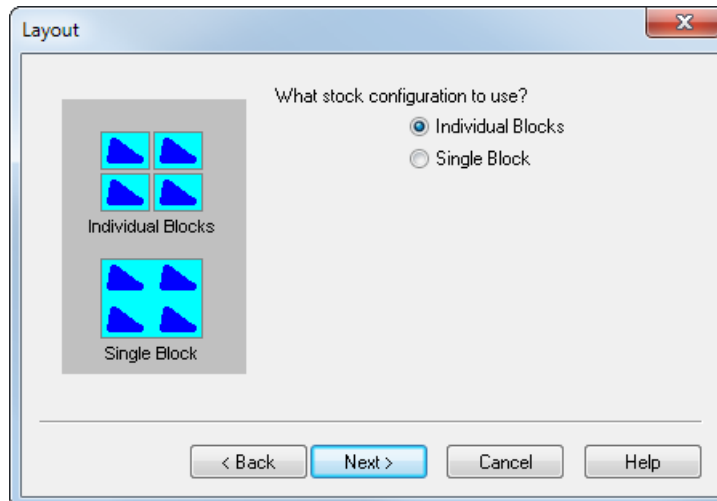 Layout
What stock configuration to use?
Individual Blocks
Single Block
Individual Blocks
Single Block
< Back
Next >
Cancel
Help